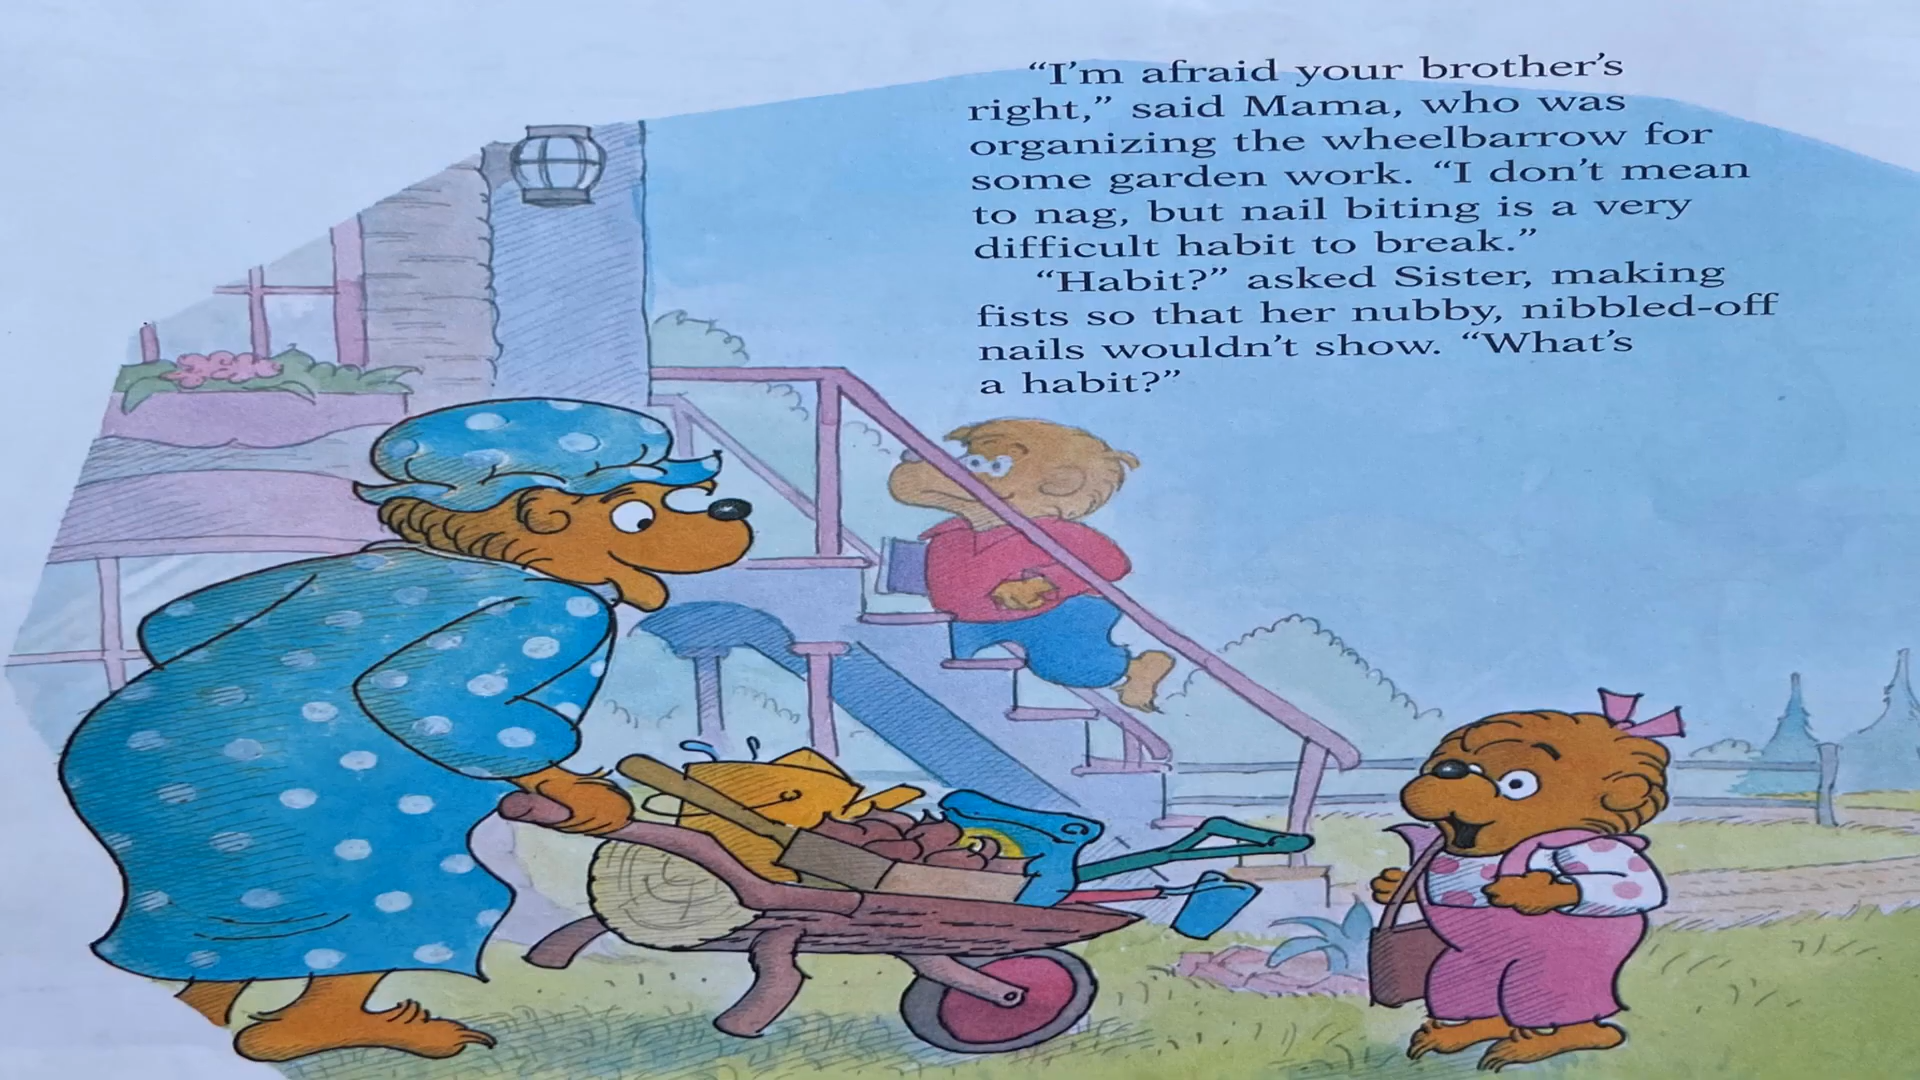 “I’m afraid your brother’s
right,” said Mama, who was
organizing the wheelbarrow for
some garden work. “I don’t mean
to nag, but nail biting is a very
difficult habit to break.”
“Habit?” asked Sister, making
fists so that her nubby, nibbled-off
nails wouldn’t show. “What’s
a habit?”